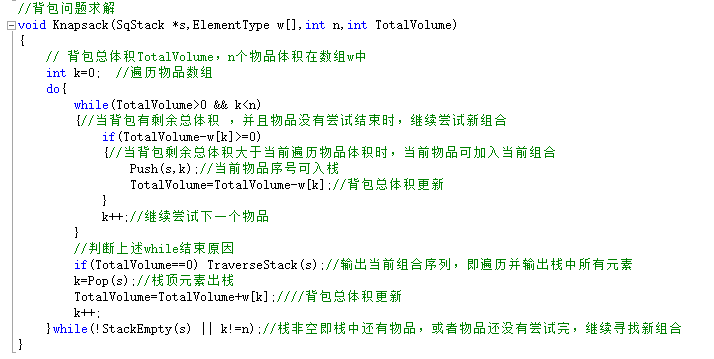 //背包问题求解
void Knapsack(SqStack *s,ElementType w[],int n,int TotalVolume)
{
// 背包总体积TotalVolume，n个物品体积在数组w中
int k=0; //遍历物品数组
do{
while(TotalVolume>0 && k<n)
{//当背包有剩余总体积 ，并且物品没有尝试结束时，继续尝试新组合
if(TotalVolume-w[k]>=0)
{//当背包剩余总体积大于当前遍历物品体积时，当前物品可加入当前组合
Push(s,k);//当前物品序号可入栈
TotalVolume=TotalVolume-w[k];//背包总体积更新
}
k++;//继续尝试下一个物品
}
//判断上述while结束原因
if(TotalVolume==0) TraverseStack(s);//输出当前组合序列，即遍历并输出栈中所有元素
k=Pop(s);//栈顶元素出栈
TotalVolume=TotalVolume+w[k];////背包总体积更新
k++;
}while(!StackEmpty(s) || k!=n);//栈非空即栈中还有物品，或者物品还没有尝试完，继续寻找新组合
}